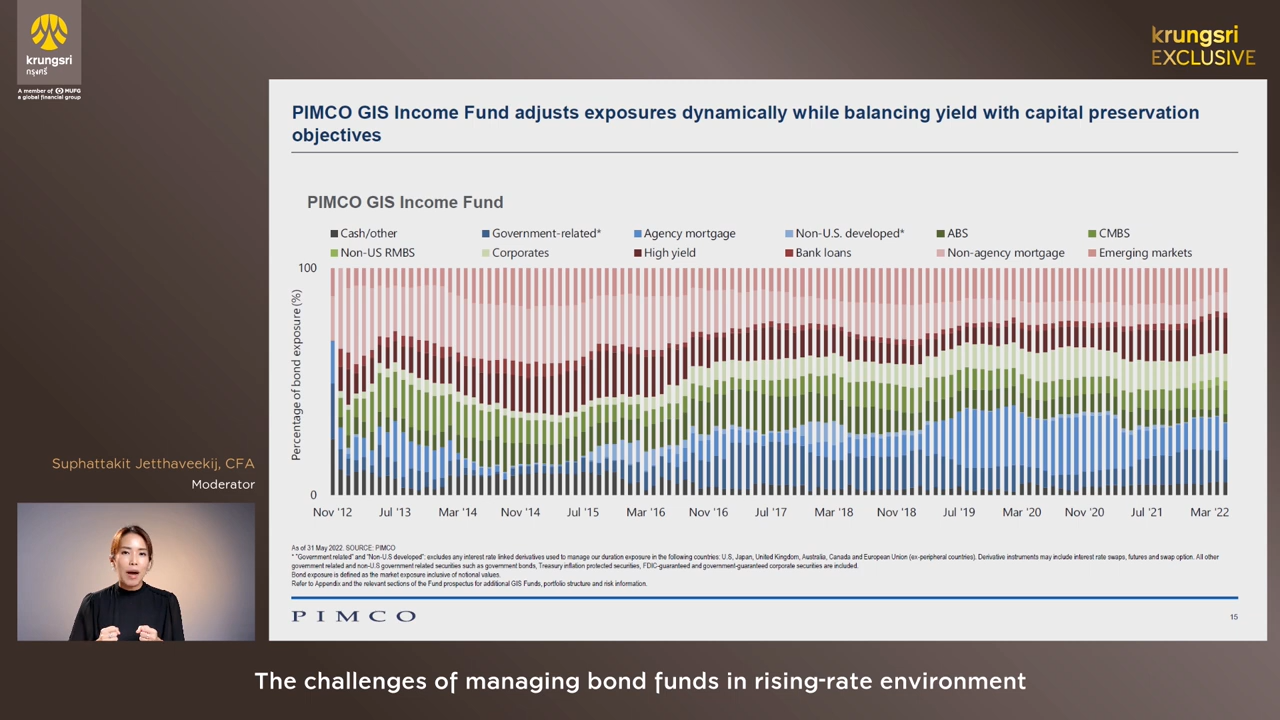 krungsri
กรุงศรี
A member of MUFG
a global financial group
krungsri
EXCLUSIVE
PIMCO GIS Income Fund adjusts exposures dynamically while balancing yield with capital preservation
objectives
PIMCO GIS Income Fund
Cash/other
Government-related*
Agency mortgage
Non-U.S. developed*
ABS
CMBS
Non-US RMBS
Corporates
High yield
Bank loans
Non-agency mortgage
Emerging markets
100
Percentage of bond exposure (%)
0
Nov '12
Jul '13
Mar '14
Nov '14
Jul '15
Mar '16
Nov '16
Jul '17
Mar '18
Nov '18
Jul '19
Mar '20
Nov '20
Jul '21
Mar '22
As of 31 May 2022. SOURCE: PIMCO
* "Government related" and "Non-U.S developed": excludes any interest rate linked derivatives used to manage our duration exposure in the following countries: U.S, Japan, United Kingdom, Australia, Canada and European Union (ex-peripheral countries). Derivative instruments may include interest rate swaps, futures and swap option. All other
government related and non-U.S government related securities such as government bonds, Treasury inflation protected securities, FDIC-guaranteed and government-guaranteed corporate securities are included.
Bond exposure is defined as the market exposure inclusive of notional values.
Refer to Appendix and the relevant sections of the Fund prospectus for additional GIS Funds, portfolio structure and risk information.
PIMCO
15
Suphattakit Jetthaveekij, CFA
Moderator
The challenges of managing bond funds in rising-rate environment